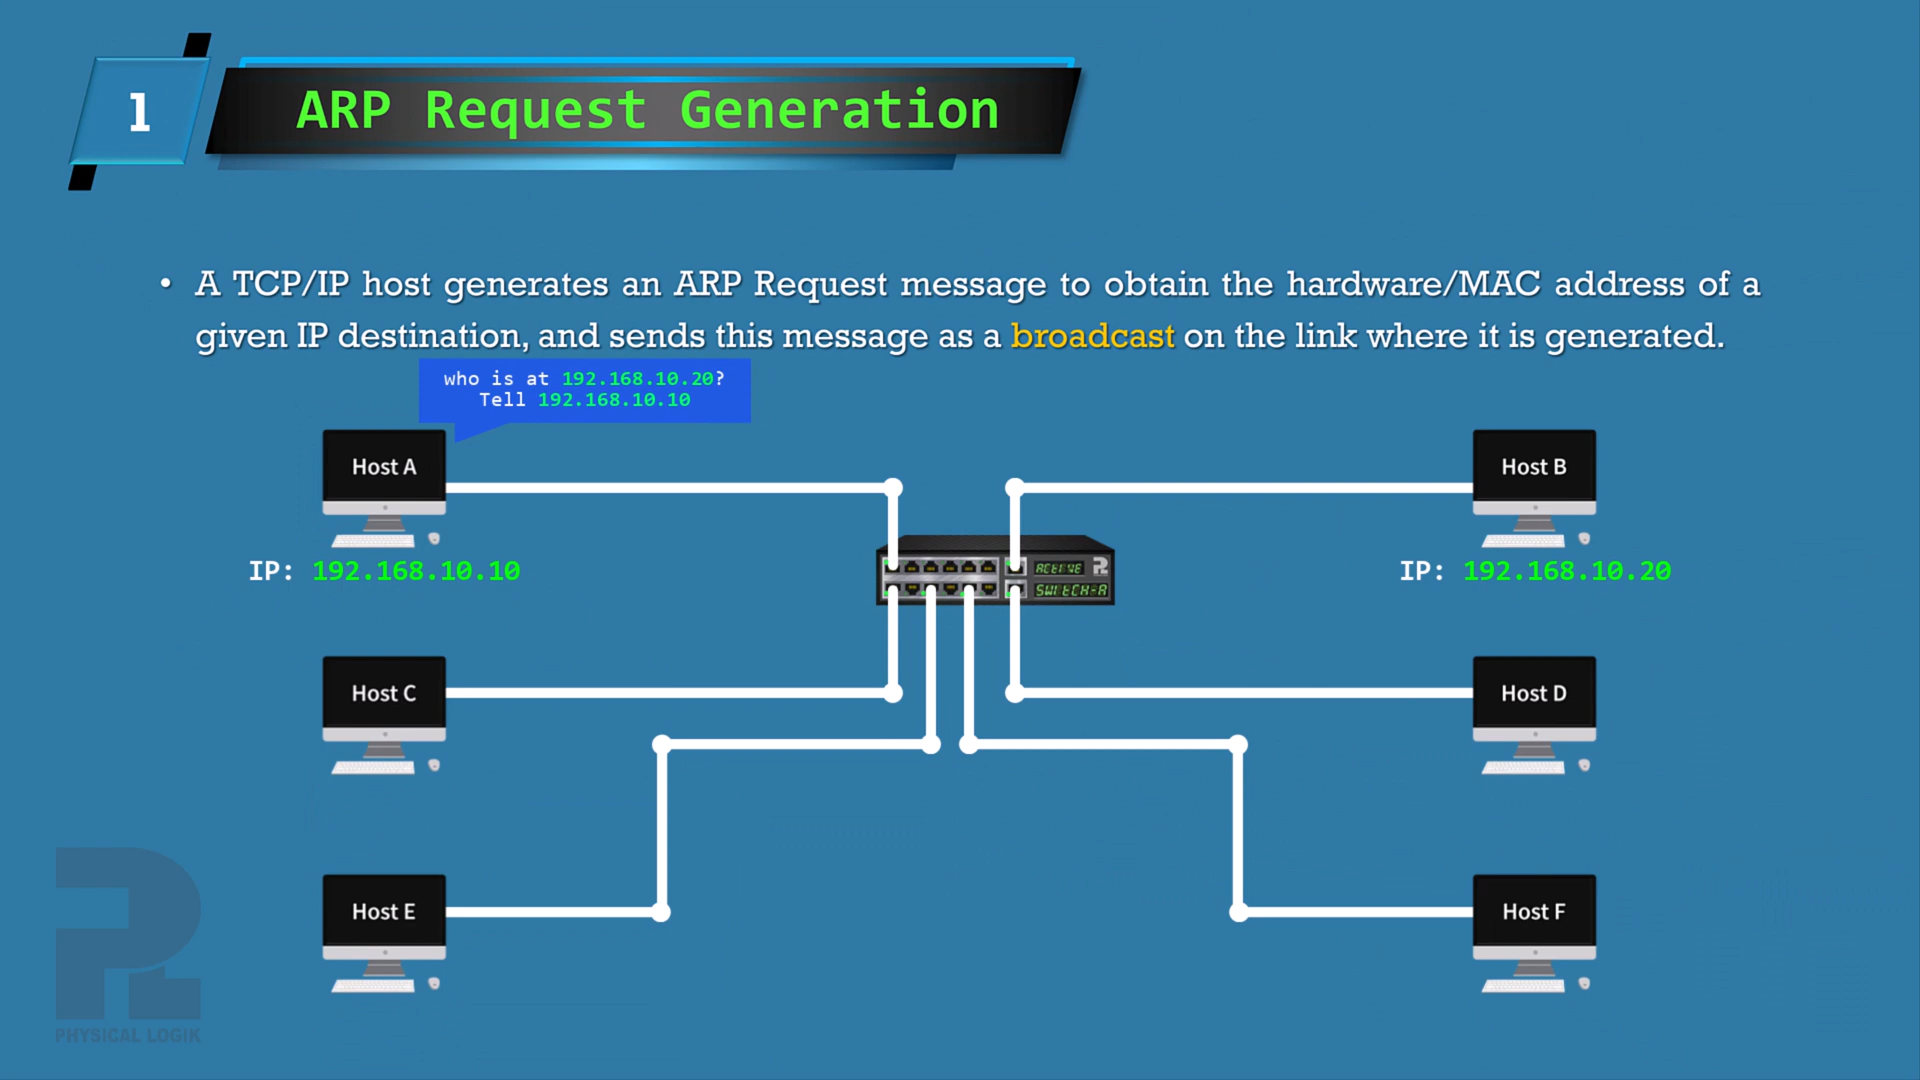 1
ARP Request Generation
• A TCP/IP host generates an ARP Request message to obtain the hardware/MAC address of a
given IP destination, and sends this message as a broadcast on the link where it is generated.
who is at 192.168.10.20?
Tell 192.168.10.10
Host A
Host B
IP: 192.168.10.10
IP: 192.168.10.20
ACTIVE
SWITCH-A
Host C
Host D
Host E
Host F
PHYSICAL LOGIK